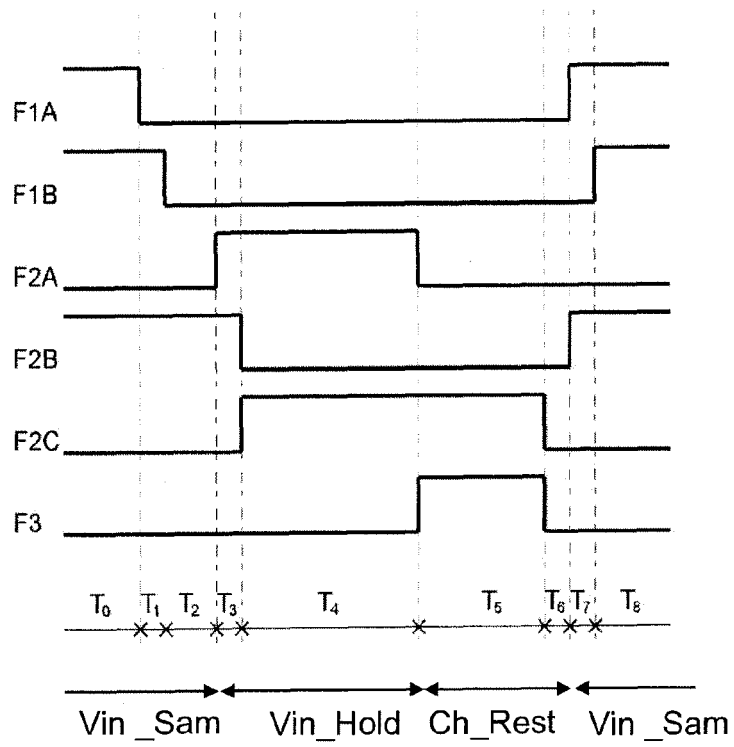 F1A
F1B
F2A
F2B
F2C
F3
T0 T1 T2 T3 T4 T5 T6 T7 T8
Vin _Sam Vin_Hold Ch_Rest Vin _Sam